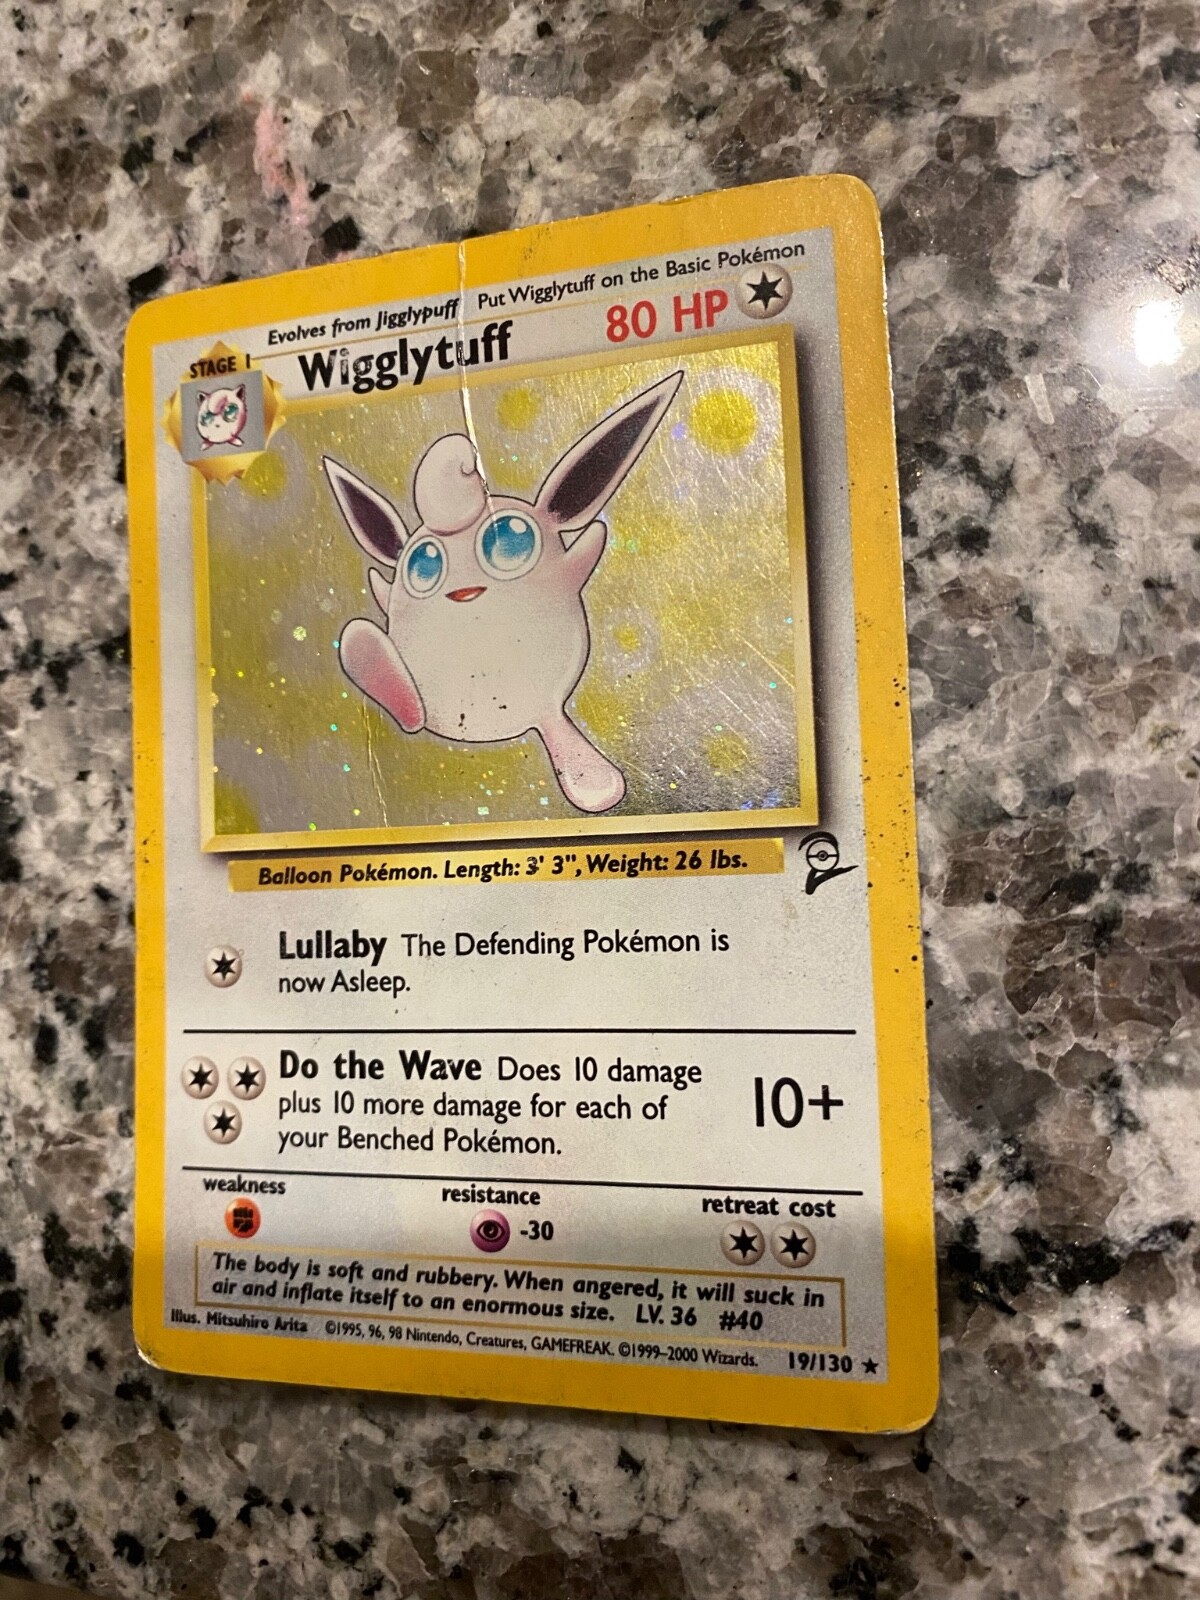 Evolves from Jigglypuff Put Wigglytuff on the Basic Pokémon
STAGE 1
Wigglytuff 80 HP
Balloon Pokémon. Length: 3' 3", Weight: 26 lbs.
Lullaby The Defending Pokémon is
now Asleep.
Do the Wave Does 10 damage
plus 10 more damage for each of
your Benched Pokémon.
10+
weakness resistance retreat cost
-30
The body is soft and rubbery. When angered, it will suck in
air and inflate itself to an enormous size. LV. 36 #40
Illus. Mitsuhiro Arita ©1995, 96, 98 Nintendo, Creatures, GAMEFREAK. ©1999–2000 Wizards. 19/130 ★